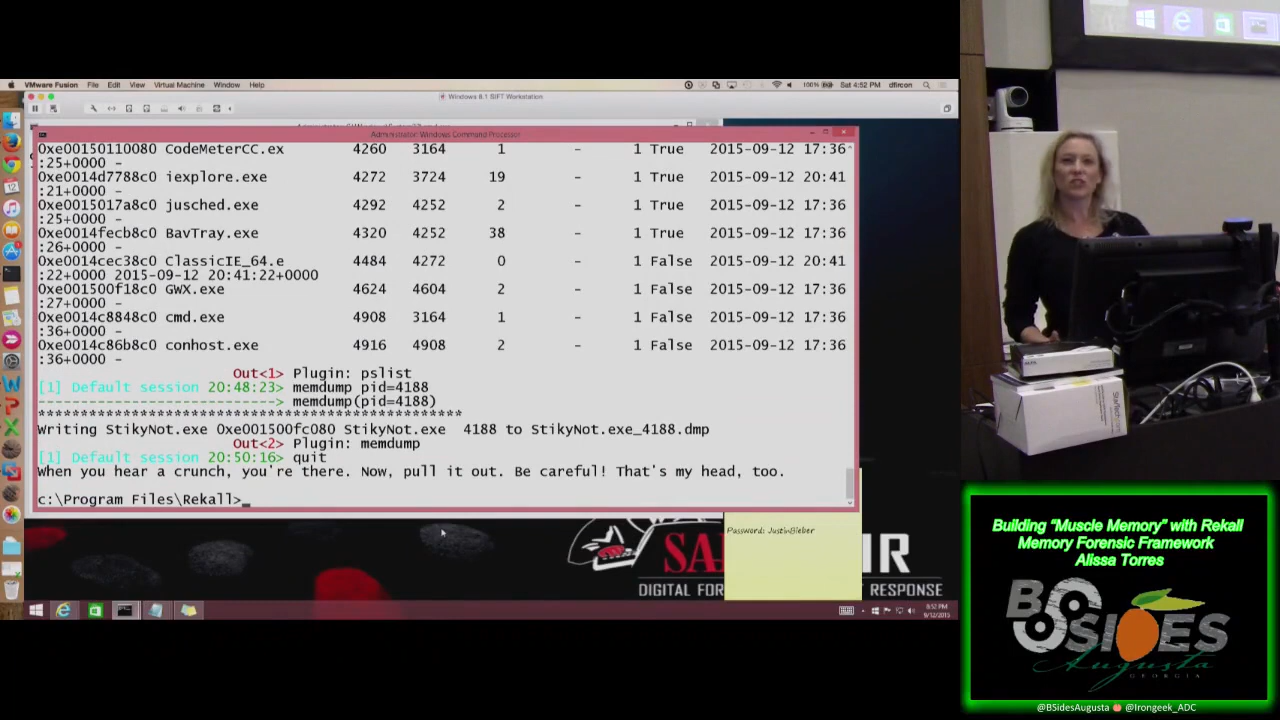 VMware Fusion File Edit View Virtual Machine Window Help
100% Sat 4:52 PM dfircon
Windows 8.1 SIFT Workstation
Administrator: Windows Command Processor
0xe00150110080 CodeMeterCC.ex 4260 3164 1 - 1 True 2015-09-12 17:36
:25+0000 -
0xe0014d7788c0 iexplore.exe 4272 3724 19 - 1 True 2015-09-12 20:41
:21+0000 -
0xe0015017a8c0 jusched.exe 4292 4252 2 - 1 True 2015-09-12 17:36
:25+0000 -
0xe0014fecb8c0 BavTray.exe 4320 4252 38 - 1 True 2015-09-12 17:36
:26+0000 -
0xe0014cec38c0 ClassicIE_64.e 4484 4272 0 - 1 False 2015-09-12 20:41
:22+0000 2015-09-12 20:41:22+0000
0xe001500f18c0 GWX.exe 4624 4604 2 - 1 False 2015-09-12 17:36
:27+0000 -
0xe0014c8848c0 cmd.exe 4908 3164 1 - 1 False 2015-09-12 17:36
:36+0000 -
0xe0014c86b8c0 conhost.exe 4916 4908 2 - 1 False 2015-09-12 17:36
:36+0000 -
Out<1> Plugin: pslist
[1] Default session 20:48:23> memdump pid=4188
----------------------------> memdump(pid=4188)
**************************************************
Writing StikyNot.exe 0xe001500fc080 StikyNot.exe 4188 to StikyNot.exe_4188.dmp
Out<2> Plugin: memdump
[1] Default session 20:50:16> quit
When you hear a crunch, you're there. Now, pull it out. Be careful! That's my head, too.
c:\Program Files\Rekall>_
Password: JustinBieber
DIGITAL FOR
RESPONSE
8:52 PM
9/12/2015
Building “Muscle Memory” with Rekall
Memory Forensic Framework
Alissa Torres
BSIDES
Augusta
GEORGIA
@BSidesAugusta @Irongeek_ADC